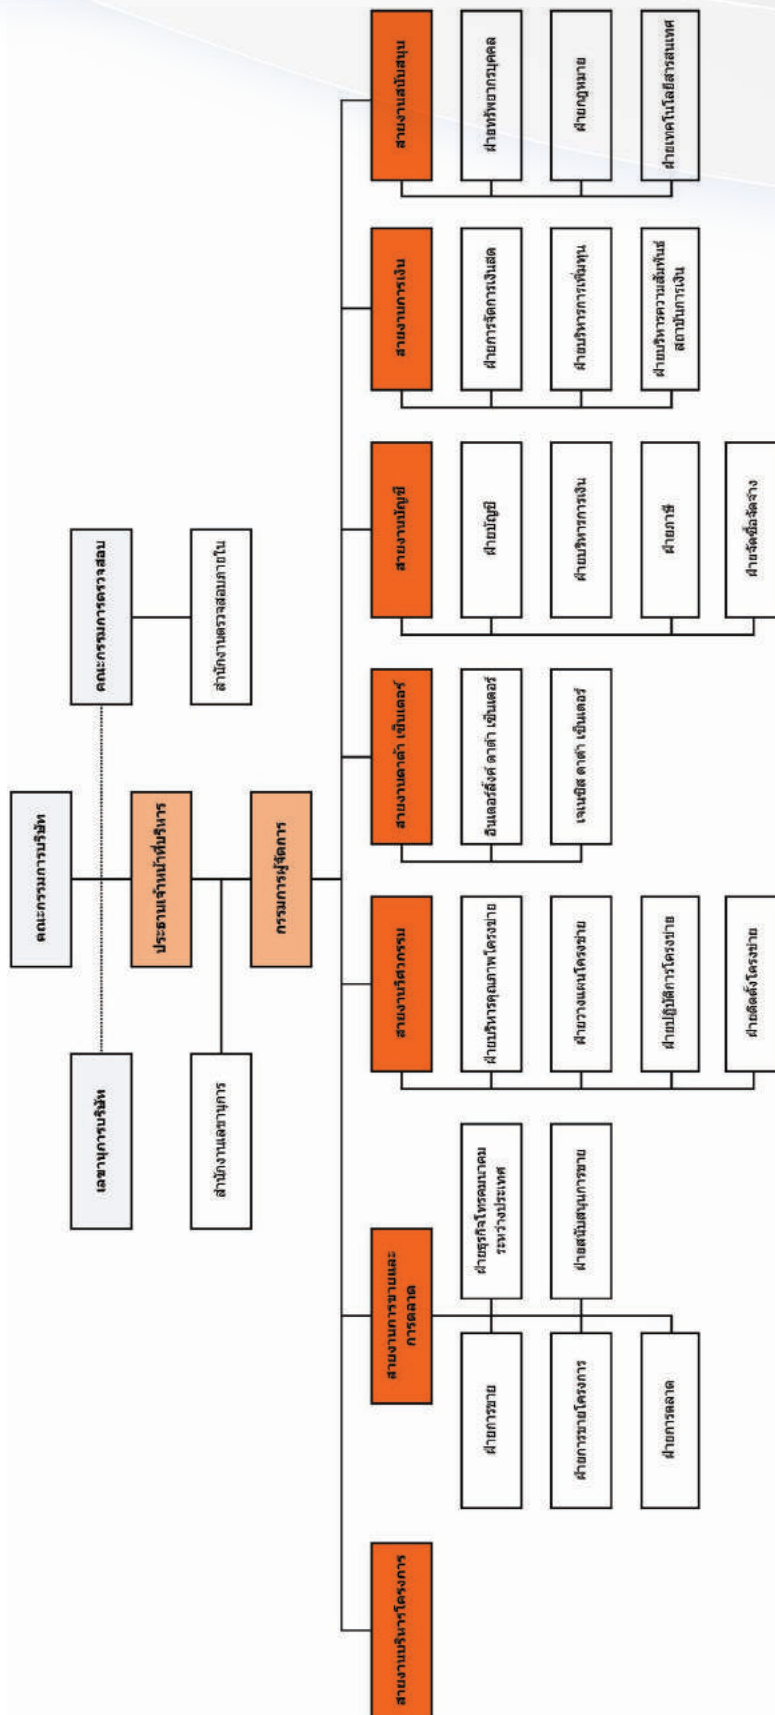 คณะกรรมการบริษัท
เลขานุการบริษัท
คณะกรรมการตรวจสอบ
ประธานเจ้าหน้าที่บริหาร
สำนักงานเลขานุการ
สำนักงานตรวจสอบภายใน
กรรมการผู้จัดการ
สายงานบริหารโครงการ
สายงานการขายและ
การตลาด
ฝ่ายการขาย
ฝ่ายธุรกิจโทรคมนาคม
ระหว่างประเทศ
ฝ่ายการขายโครงการ
ฝ่ายสนับสนุนการขาย
ฝ่ายการตลาด
สายงานวิศวกรรม
ฝ่ายบริหารคุณภาพโครงข่าย
ฝ่ายวางแผนโครงข่าย
ฝ่ายปฏิบัติการโครงข่าย
ฝ่ายติดตั้งโครงข่าย
สายงานดาต้า เซ็นเตอร์
อินเตอร์ลิ้งค์ ดาต้า เซ็นเตอร์
เจเนซิส ดาต้า เซ็นเตอร์
สายงานบัญชี
ฝ่ายบัญชี
ฝ่ายบริหารการเงิน
ฝ่ายภาษี
ฝ่ายจัดซื้อจัดจ้าง
สายงานการเงิน
ฝ่ายการจัดการเงินสด
ฝ่ายบริหารการเพิ่มทุน
ฝ่ายบริหารความสัมพันธ์
สถาบันการเงิน
สายงานสนับสนุน
ฝ่ายทรัพยากรบุคคล
ฝ่ายกฎหมาย
ฝ่ายเทคโนโลยีสารสนเทศ